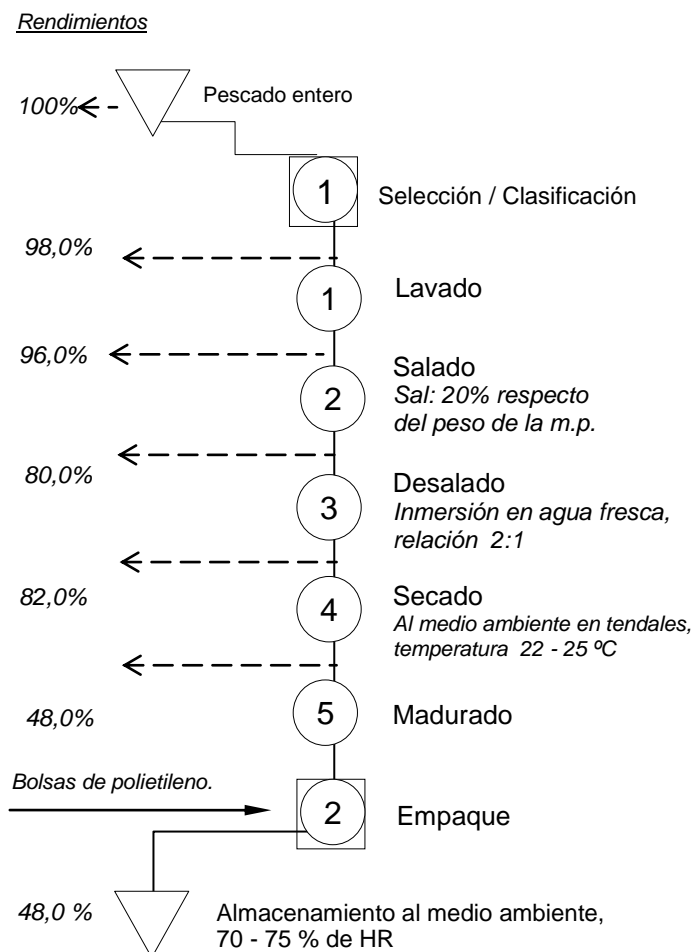 Rendimientos
100%
Pescado entero
1
Selección / Clasificación
98,0%
1
Lavado
96,0%
2
Salado
Sal: 20% respecto
del peso de la m.p.
80,0%
3
Desalado
Inmersión en agua fresca,
relación 2:1
82,0%
4
Secado
Al medio ambiente en tendales,
temperatura 22 - 25 ºC
48,0%
5
Madurado
Bolsas de polietileno.
2
Empaque
48,0 %
Almacenamiento al medio ambiente,
70 - 75 % de HR